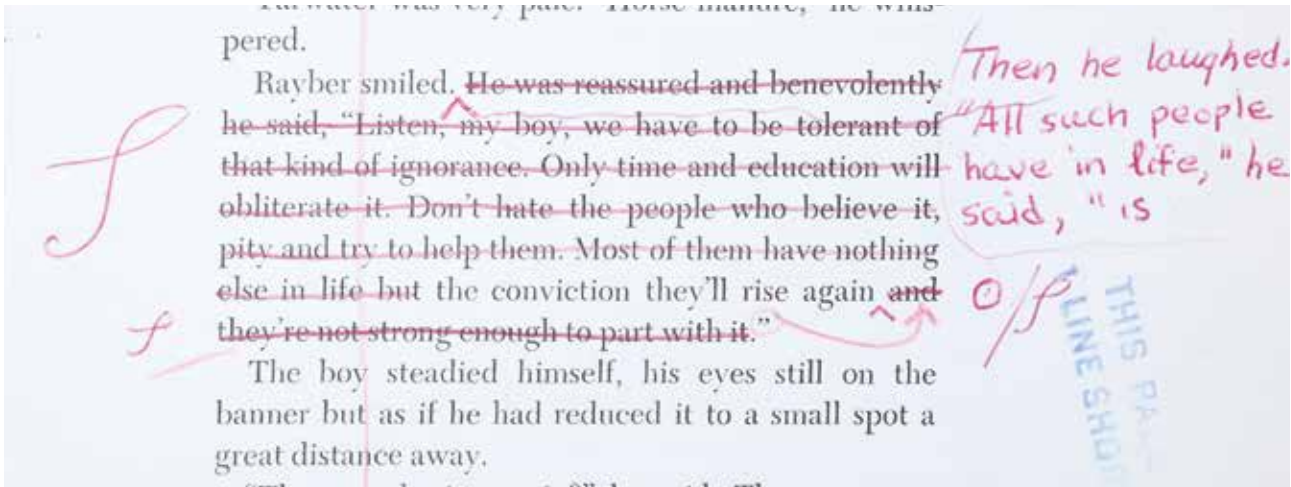 pered.
Rayber smiled. He was reassured and benevolently
he said, “Listen, my boy, we have to be tolerant of
that kind of ignorance. Only time and education will
obliterate it. Don't hate the people who believe it,
pity and try to help them. Most of them have nothing
else in life but the conviction they'll rise again and
they're not strong enough to part with it.”
The boy steadied himself, his eyes still on the
banner but as if he had reduced it to a small spot a
great distance away.
Then he laughed.
"All such people
have in life," he
said, "is
THIS
LINE